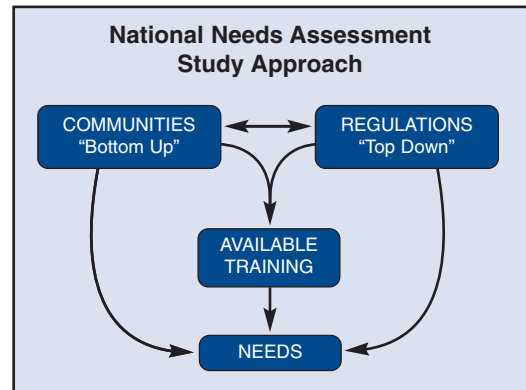 National Needs Assessment
Study Approach
COMMUNITIES
“Bottom Up”
REGULATIONS
“Top Down”
AVAILABLE
TRAINING
NEEDS